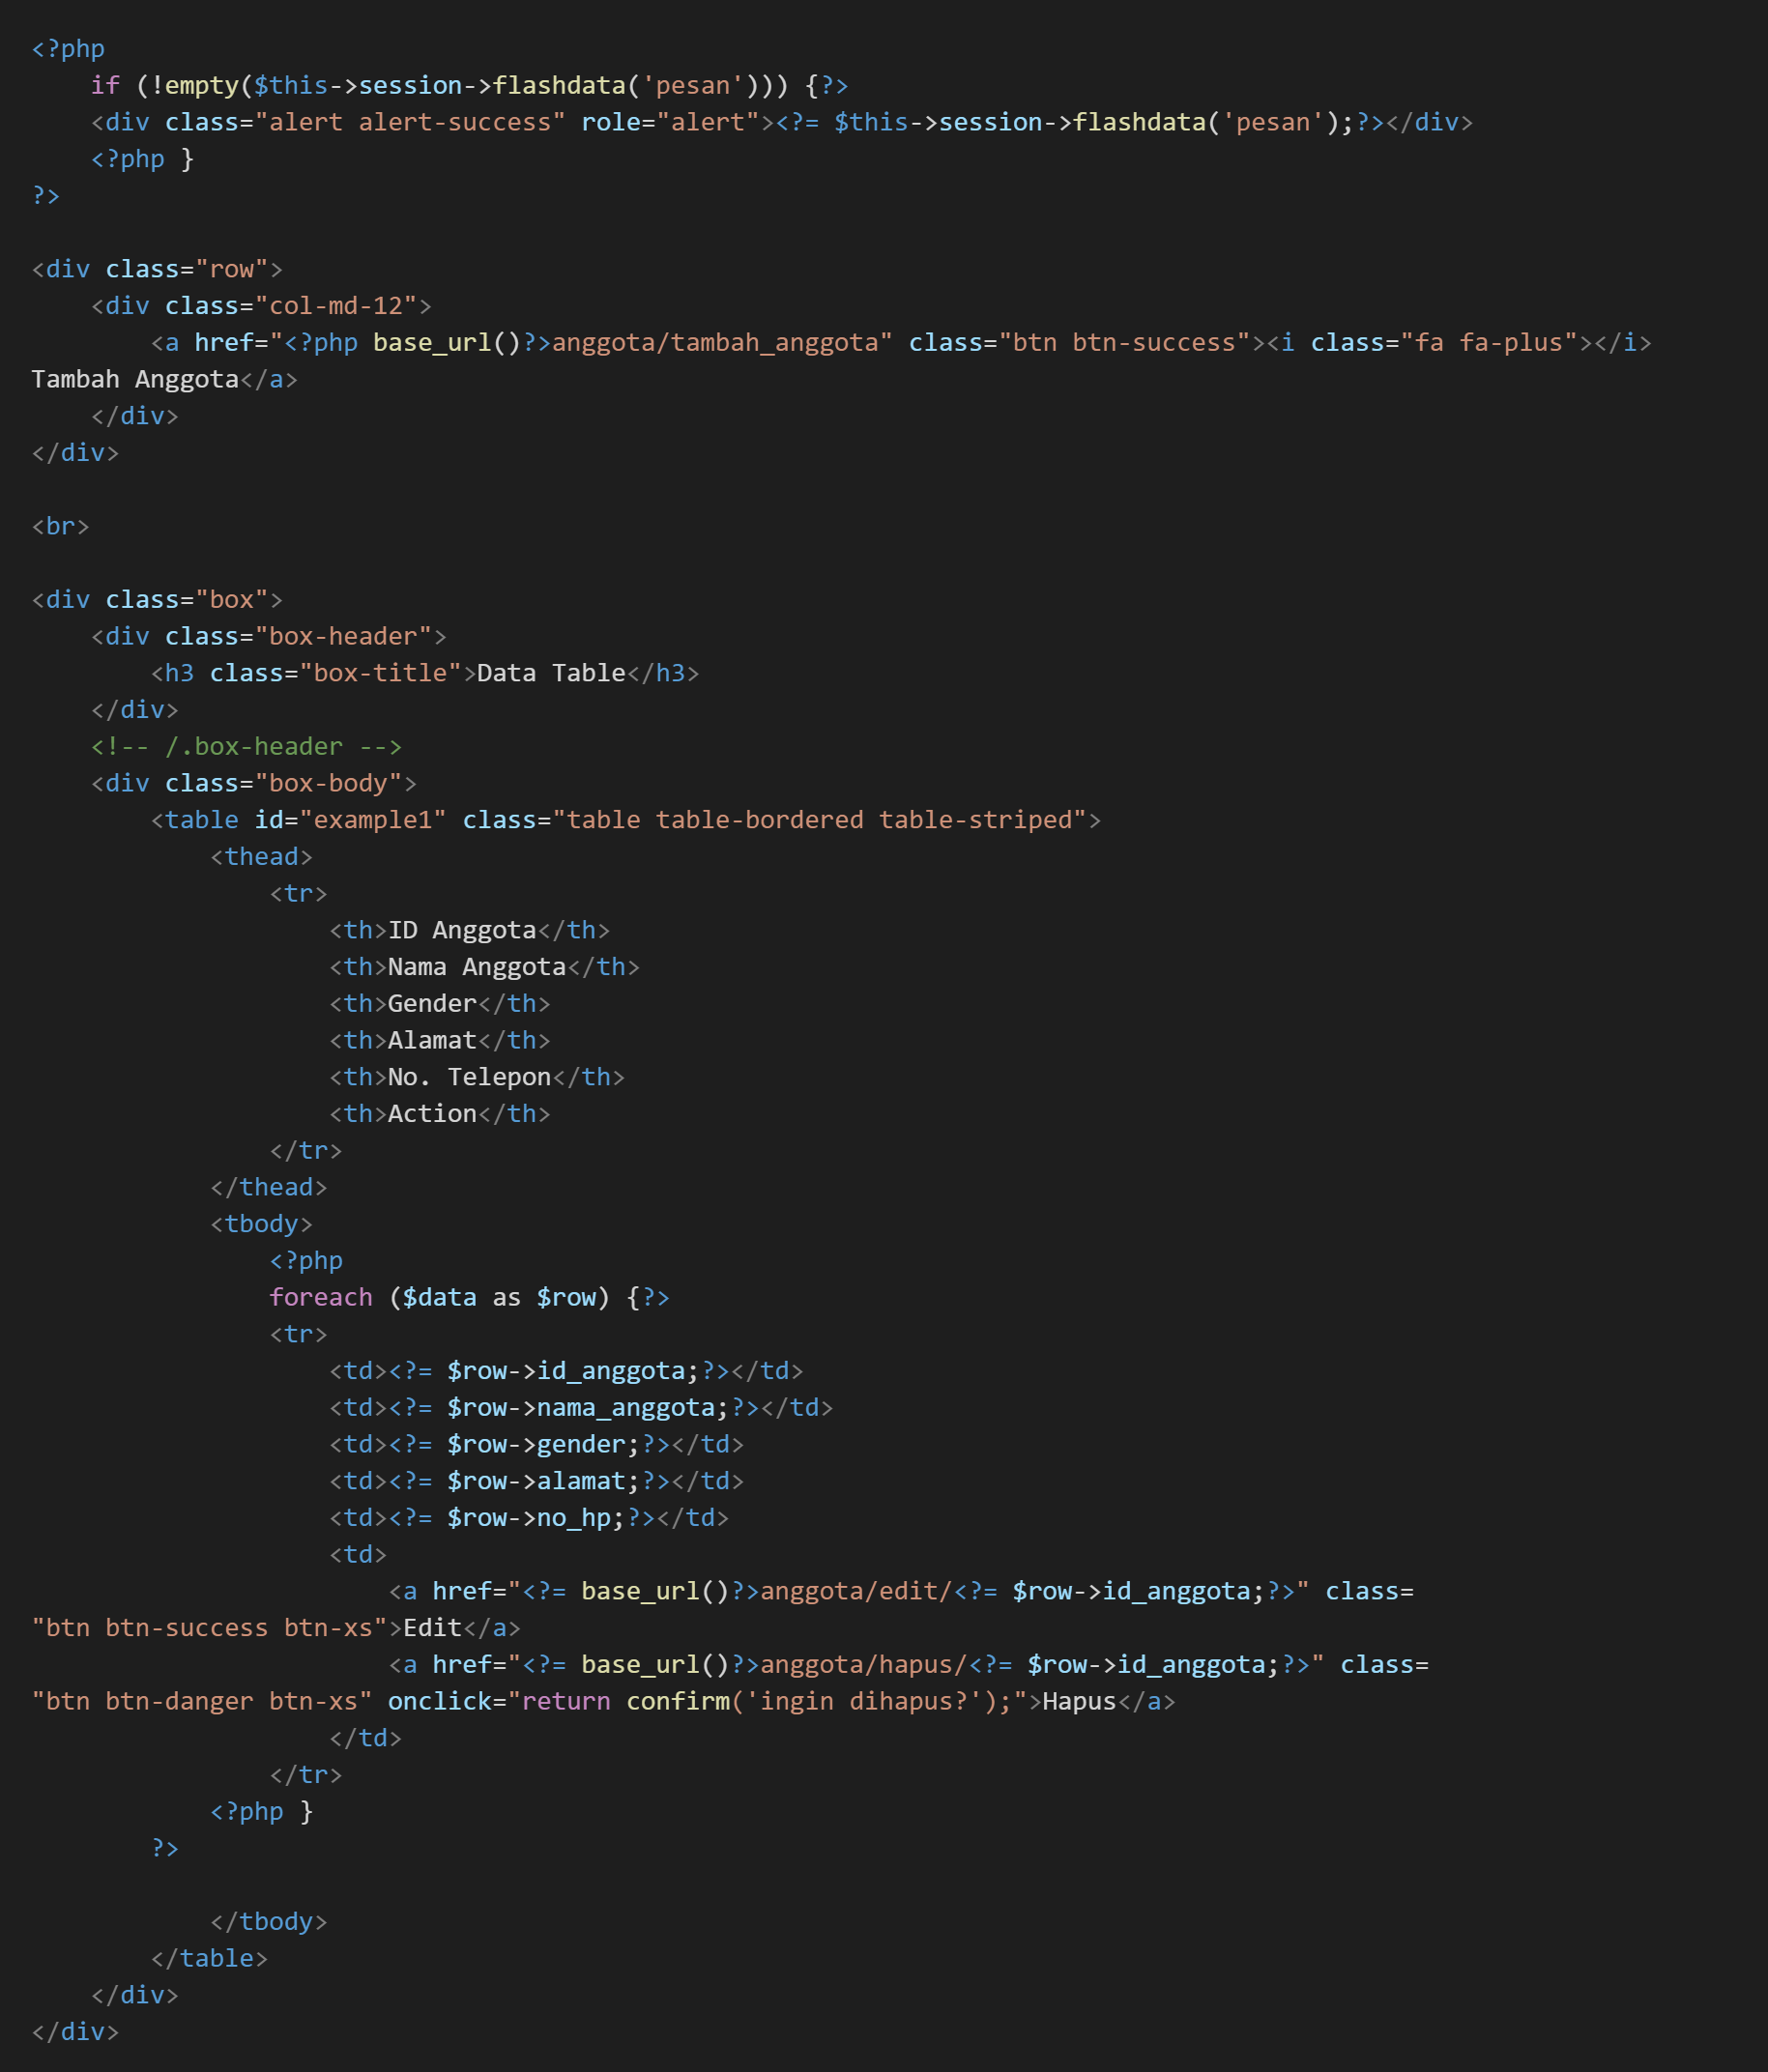 <?php
    if (!empty($this->session->flashdata('pesan'))) {?>
    <div class="alert alert-success" role="alert"><?= $this->session->flashdata('pesan');?></div>
    <?php }
?>

<div class="row">
    <div class="col-md-12">
        <a href="<?php base_url()?>anggota/tambah_anggota" class="btn btn-success"><i class="fa fa-plus"></i>
Tambah Anggota</a>
    </div>
</div>

<br>

<div class="box">
    <div class="box-header">
        <h3 class="box-title">Data Table</h3>
    </div>
    <!-- /.box-header -->
    <div class="box-body">
        <table id="example1" class="table table-bordered table-striped">
            <thead>
                <tr>
                    <th>ID Anggota</th>
                    <th>Nama Anggota</th>
                    <th>Gender</th>
                    <th>Alamat</th>
                    <th>No. Telepon</th>
                    <th>Action</th>
                </tr>
            </thead>
            <tbody>
                <?php
                foreach ($data as $row) {?>
                <tr>
                    <td><?= $row->id_anggota;?></td>
                    <td><?= $row->nama_anggota;?></td>
                    <td><?= $row->gender;?></td>
                    <td><?= $row->alamat;?></td>
                    <td><?= $row->no_hp;?></td>
                    <td>
                        <a href="<?= base_url()?>anggota/edit/<?= $row->id_anggota;?>" class=
"btn btn-success btn-xs">Edit</a>
                        <a href="<?= base_url()?>anggota/hapus/<?= $row->id_anggota;?>" class=
"btn btn-danger btn-xs" onclick="return confirm('ingin dihapus?');">Hapus</a>
                    </td>
                </tr>
            <?php }
        ?>

            </tbody>
        </table>
    </div>
</div>